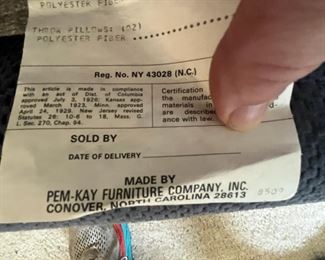 POLYESTER FIBER
THROW PILLOWS: (02)
POLYESTER FIBER
Reg. No. NY 43028 (N.C.)
This article is made in compliance
with an act of Dist. of Columbia
approved July 3, 1926; Kansas ap-
proved March 1923, Minn. approved
April 24, 1929, New Jersey revised
Statutes 26: 10-6 to 18, Mass. G.
L. Sec. 270, Chap. 94.
Certification
the manufac
materials in
are describe
ance with law.
SOLD BY
DATE OF DELIVERY
MADE BY
PEM-KAY FURNITURE COMPANY, INC.
CONOVER, NORTH CAROLINA 28613